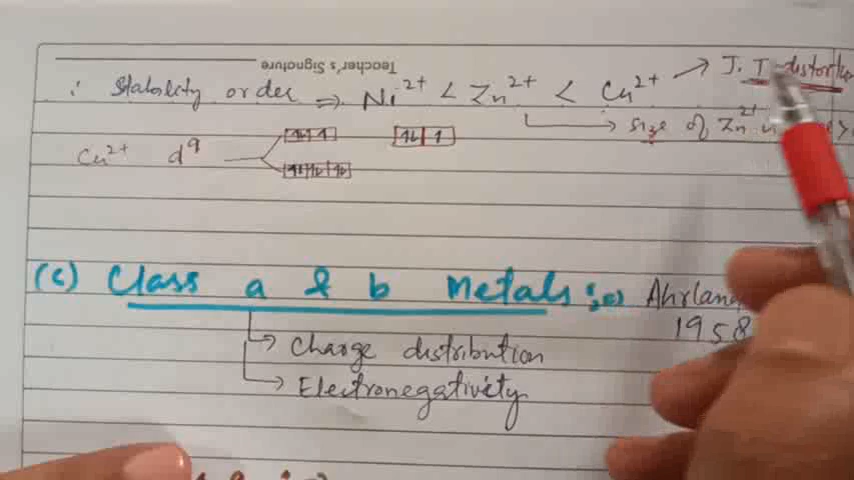 Teacher's Signature
∴ Stability order ⇒ Ni²⁺ < Zn²⁺ < Cu²⁺ → J. T. distortion
→ size of Zn²⁺
Cu²⁺ d⁹
(c) Class a & b Metals :⇒ Ahrland
1958
→ Charge distribution
→ Electronegativity